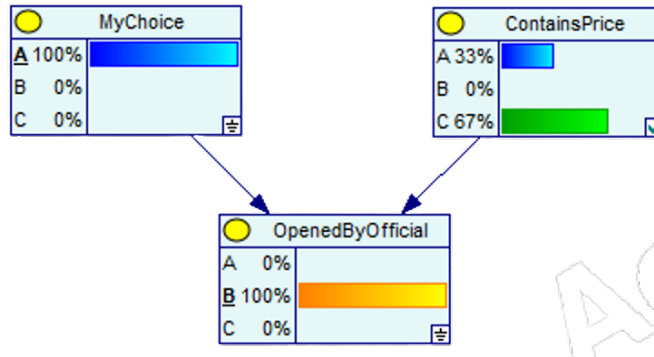 MyChoice
A 100%
B 0%
C 0%
ContainsPrice
A 33%
B 0%
C 67%
OpenedByOfficial
A 0%
B 100%
C 0%